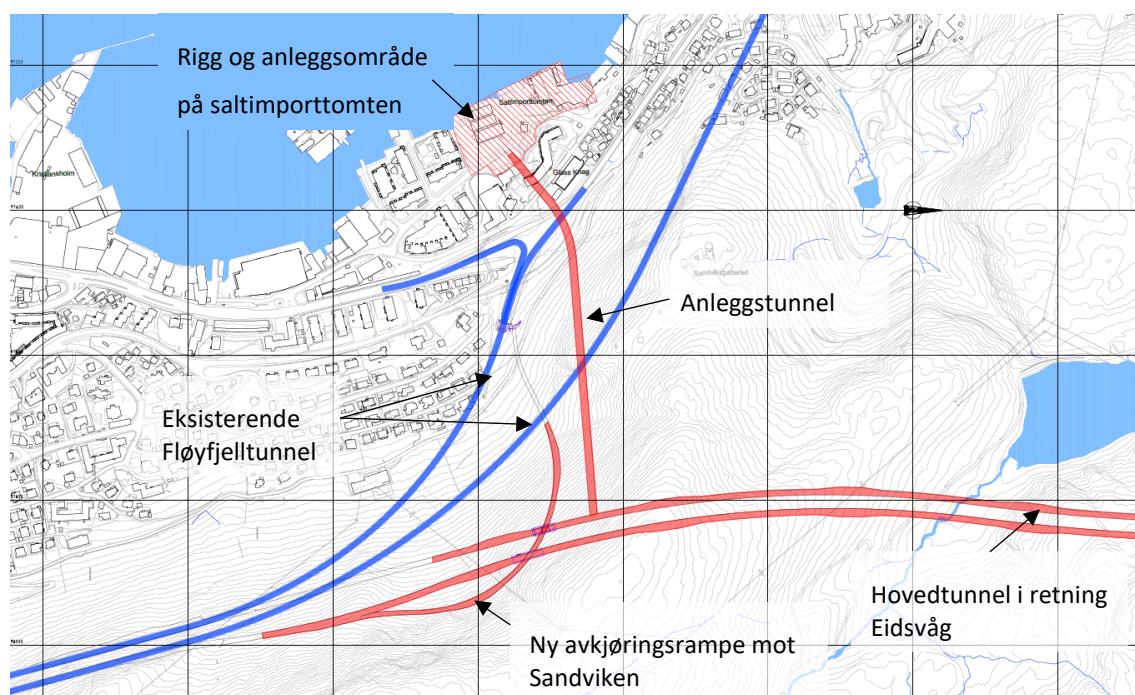 Rigg og anleggsområde
på saltimporttomten
Saltimporttomten
Kristiansholm
Glass Knag
Sandviksbatteriet
Anleggstunnel
Eksisterende
Fløyfjelltunnel
Hovedtunnel i retning
Eidsvåg
Ny avkjøringsrampe mot
Sandviken